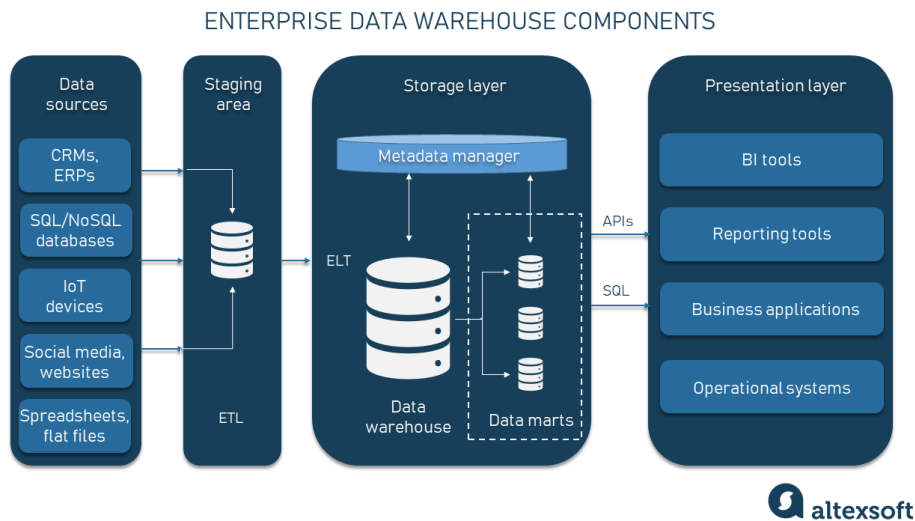 ENTERPRISE DATA WAREHOUSE COMPONENTS
Data
sources
CRMs,
ERPs
SQL/NoSQL
databases
IoT
devices
Social media,
websites
Spreadsheets,
flat files
Staging
area
ETL
Storage layer
Metadata manager
ELT
Data
warehouse
Data marts
APIs
SQL
Presentation layer
BI tools
Reporting tools
Business applications
Operational systems
altexsoft